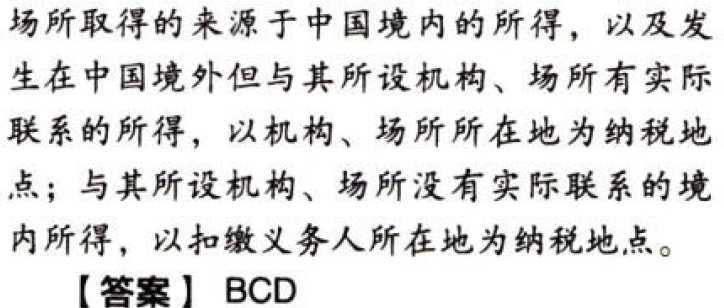 场所取得的来源于中国境内的所得，以及发
生在中国境外但与其所设机构、场所有实际
联系的所得，以机构、场所所在地为纳税地
点；与其所设机构、场所没有实际联系的境
内所得，以扣缴义务人所在地为纳税地点。
【答案】 BCD